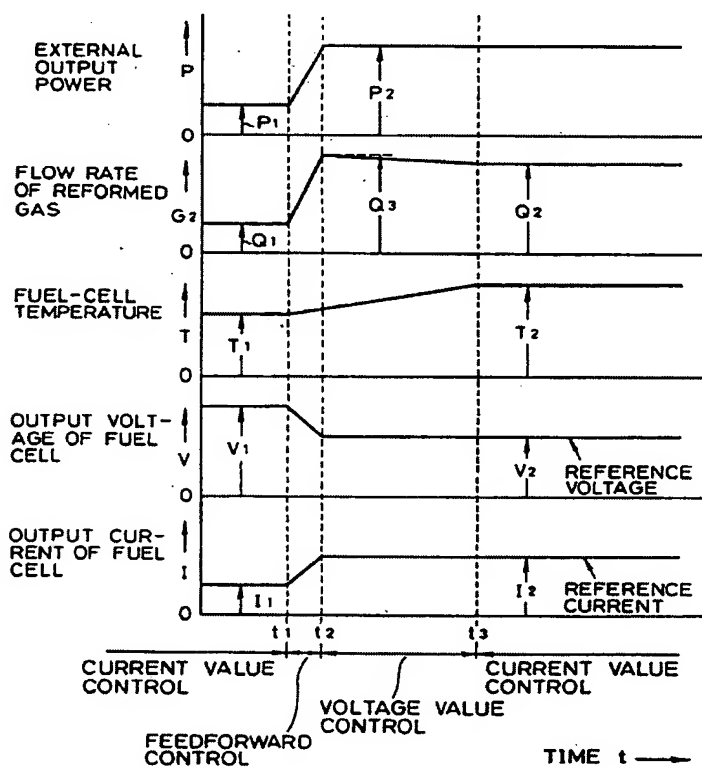 EXTERNAL
OUTPUT
POWER
P
P1
P2
0
FLOW RATE
OF REFORMED
GAS
G2
Q1
Q3
Q2
0
FUEL-CELL
TEMPERATURE
T
T1
T2
0
OUTPUT VOLT-
AGE OF FUEL
CELL
V
V1
V2
REFERENCE
VOLTAGE
0
OUTPUT CUR-
RENT OF FUEL
CELL
I
I1
I2
REFERENCE
CURRENT
0
t1 t2 t3
CURRENT VALUE
CONTROL
CURRENT VALUE
CONTROL
VOLTAGE VALUE
CONTROL
FEEDFORWARD
CONTROL
TIME t